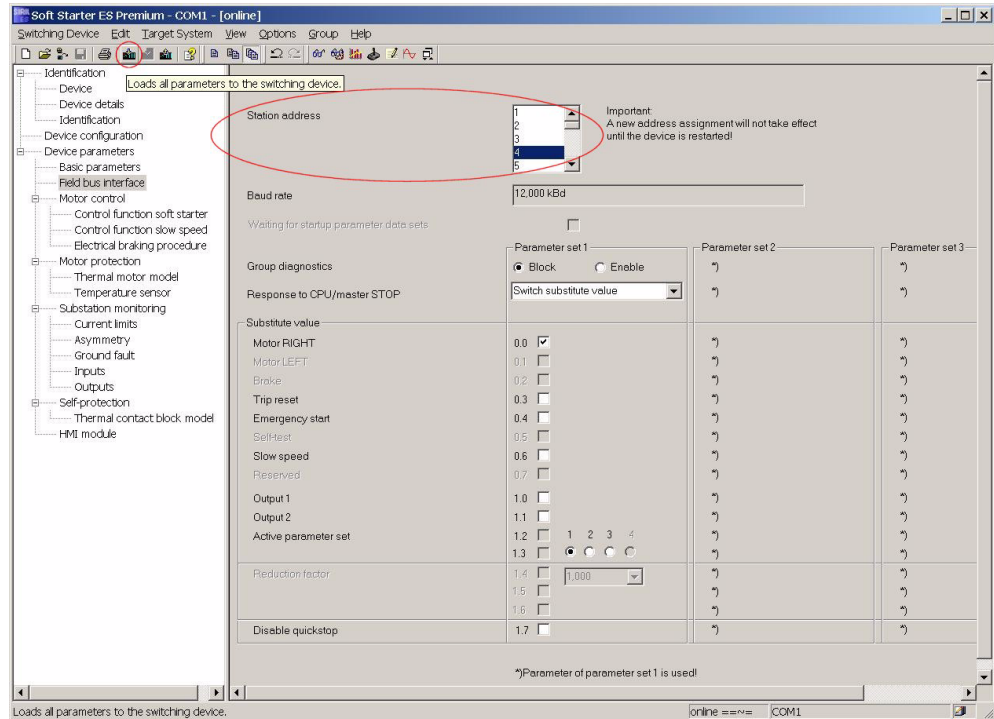 Soft Starter ES Premium - COM1 - [online]
Switching Device Edit Target System View Options Group Help
Loads all parameters to the switching device.
Identification
Device
Device details
Identification
Device configuration
Device parameters
Basic parameters
Field bus interface
Motor control
Control function soft starter
Control function slow speed
Electrical braking procedure
Motor protection
Thermal motor model
Temperature sensor
Substation monitoring
Current limits
Asymmetry
Ground fault
Inputs
Outputs
Self-protection
Thermal contact block model
HMI module
Station address
1
2
3
4
5
Important:
A new address assignment will not take effect
until the device is restarted!
Baud rate 12,000 kBd
Waiting for startup parameter data sets
Parameter set 1 Parameter set 2 Parameter set 3
Group diagnostics Block Enable *) *)
Response to CPU/master STOP Switch substitute value *) *)
Substitute value
Motor RIGHT 0.0 *) *)
Motor LEFT 0.1 *) *)
Brake 0.2 *) *)
Trip reset 0.3 *) *)
Emergency start 0.4 *) *)
Self-test 0.5 *) *)
Slow speed 0.6 *) *)
Reserved 0.7 *) *)
Output 1 1.0 *) *)
Output 2 1.1 *) *)
Active parameter set 1.2 1 2 3 4 *) *)
1.3 *) *)
Reduction factor 1.4 1,000 *) *)
1.5 *) *)
1.6 *) *)
Disable quickstop 1.7 *) *)
*)Parameter of parameter set 1 is used!
Loads all parameters to the switching device. online ==~= COM1